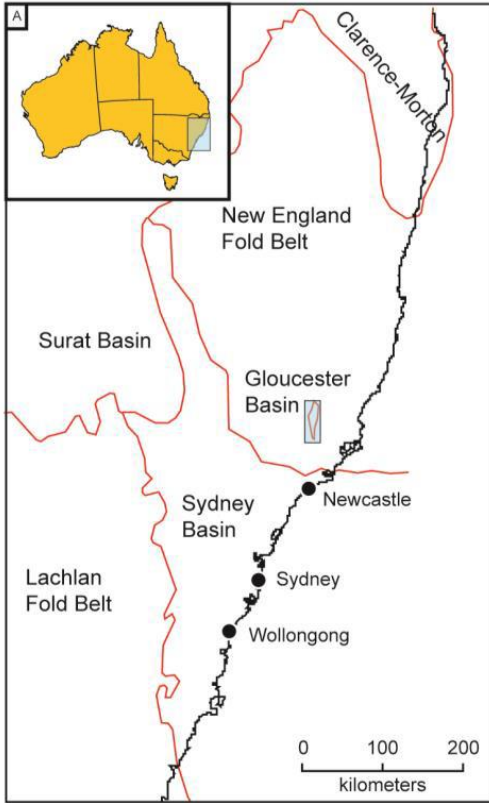 A
Clarence-Morton
New England
Fold Belt
Surat Basin
Gloucester
Basin
Newcastle
Sydney
Basin
Sydney
Lachlan
Fold Belt
Wollongong
0 100 200
kilometers